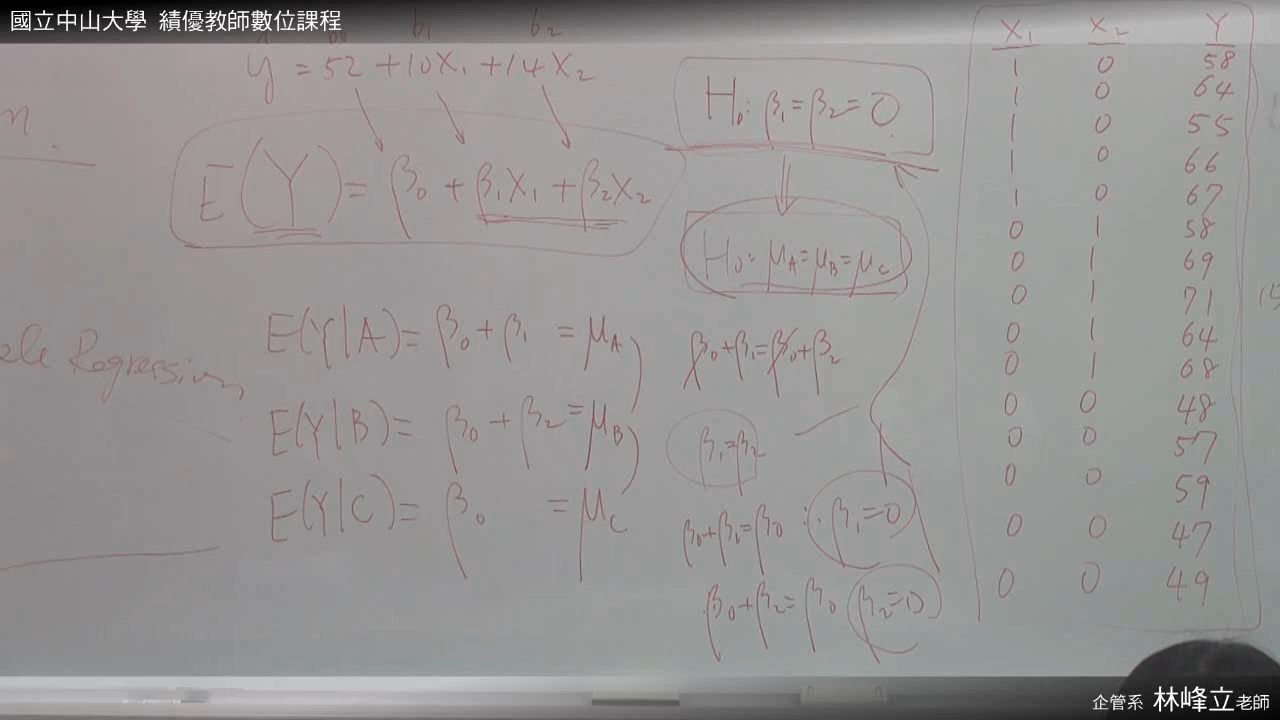 國立中山大學 績優教師數位課程
b₁ b₂
ŷ = 52 + 10X₁ + 14X₂
E(Y) = β₀ + β₁X₁ + β₂X₂
n.
Regression
E(Y|A) = β₀ + β₁ = μA
E(Y|B) = β₀ + β₂ = μB
E(Y|C) = β₀ = μC
H₀: β₁ = β₂ = 0
H₀: μA = μB = μC
β₀ + β₁ = β₀ + β₂
β₁ = β₂
β₀ + β₁ = β₀ ∴ β₁ = 0
β₀ + β₂ = β₀ β₂ = 0
X₁ X₂ Y
1 0 58
1 0 64
1 0 55
1 0 66
1 0 67
0 1 58
0 1 69
0 1 71
0 1 64
0 1 68
0 0 48
0 0 57
0 0 59
0 0 47
0 0 49
企管系 林峰立老師